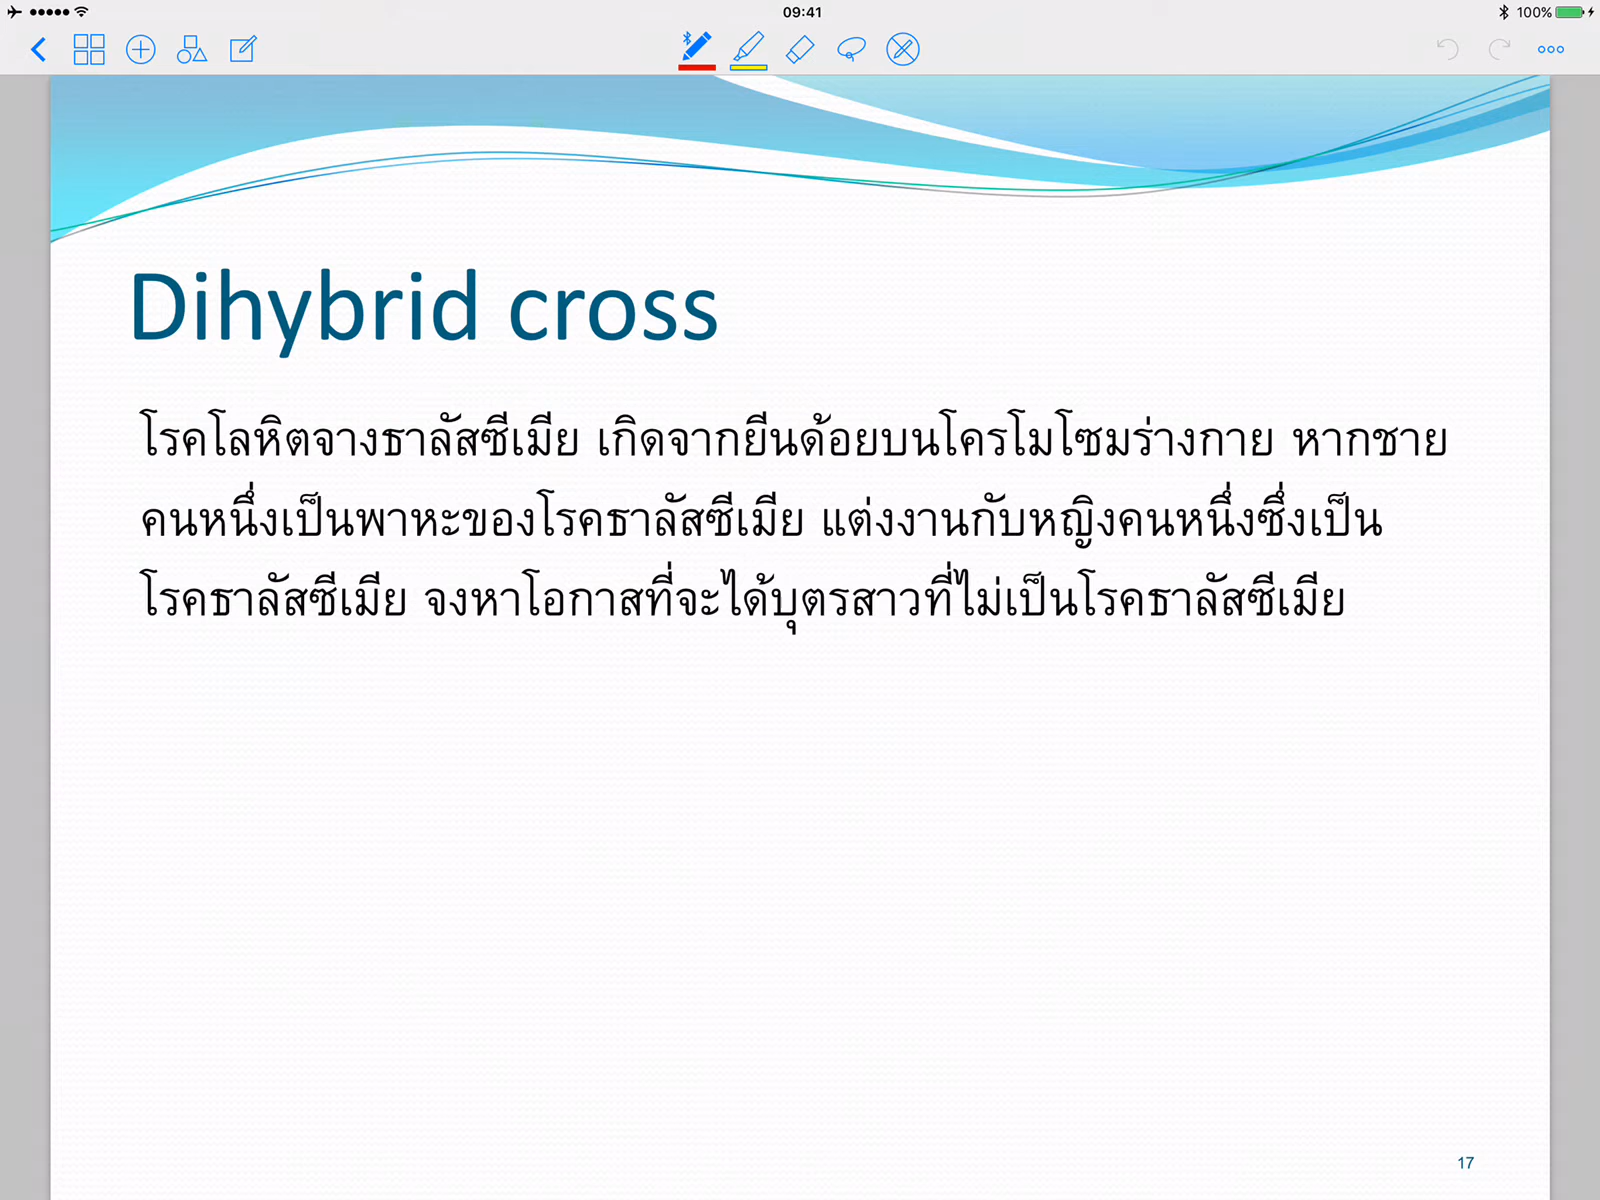 09:41
100%
Dihybrid cross
โรคโลหิตจางธาลัสซีเมีย เกิดจากยีนด้อยบนโครโมโซมร่างกาย หากชาย
คนหนึ่งเป็นพาหะของโรคธาลัสซีเมีย แต่งงานกับหญิงคนหนึ่งซึ่งเป็น
โรคธาลัสซีเมีย จงหาโอกาสที่จะได้บุตรสาวที่ไม่เป็นโรคธาลัสซีเมีย
17